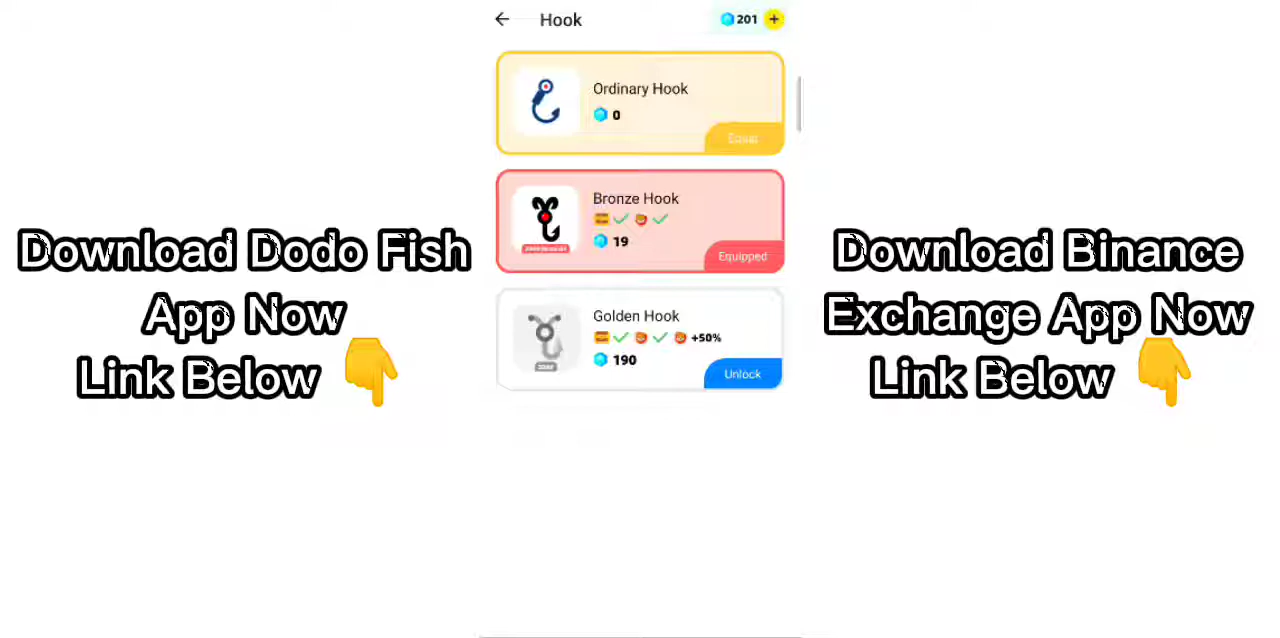 Hook
201 +
Ordinary Hook
0
Equip
Bronze Hook
19
Equipped
Golden Hook
+50%
190
Unlock
Download Dodo Fish
App Now
Link Below 👇
Download Binance
Exchange App Now
Link Below 👇